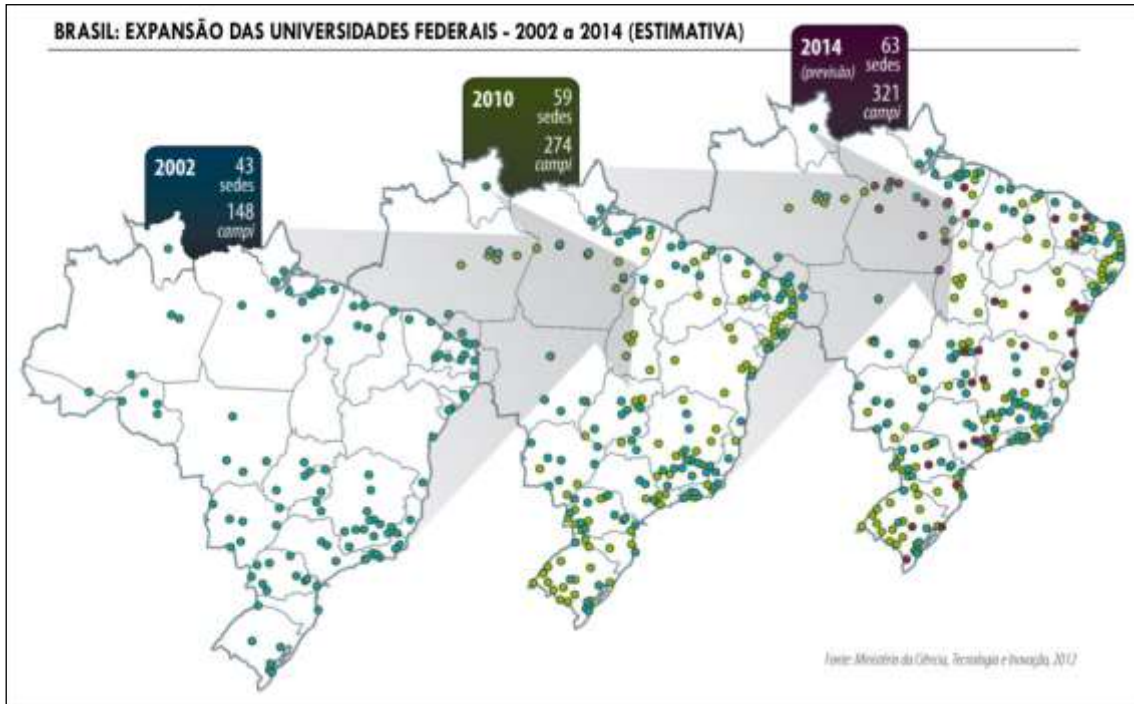 BRASIL: EXPANSÃO DAS UNIVERSIDADES FEDERAIS - 2002 a 2014 (ESTIMATIVA)
2002
43
sedes
148
campi
2010
59
sedes
274
campi
2014
(previsão)
63
sedes
321
campi
Fonte: Ministério da Ciência, Tecnologia e Inovação, 2012